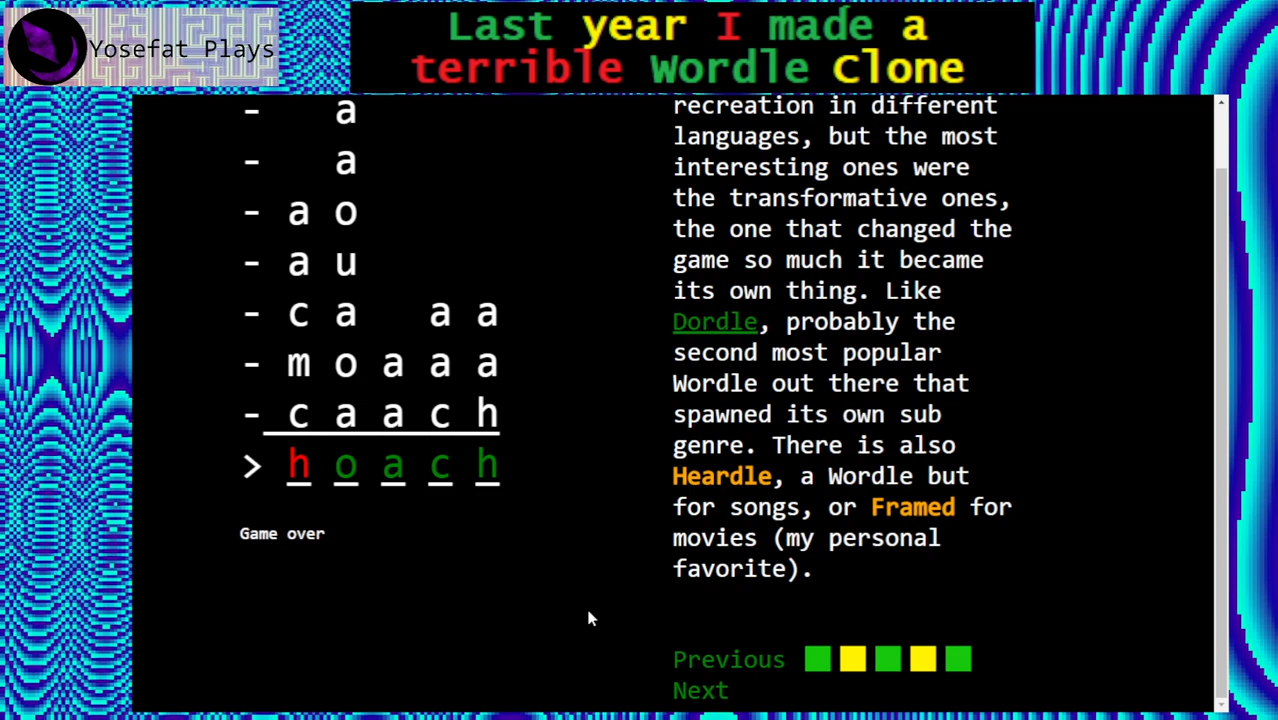 Yosefat Plays
Last year I made a
terrible Wordle Clone
- a
- a
- a o
- a u
- c a a a
- m o a a a
- c a a c h
> h o a c h
Game over
recreation in different
languages, but the most
interesting ones were
the transformative ones,
the one that changed the
game so much it became
its own thing. Like
Dordle, probably the
second most popular
Wordle out there that
spawned its own sub
genre. There is also
Heardle, a Wordle but
for songs, or Framed for
movies (my personal
favorite).
Previous
Next